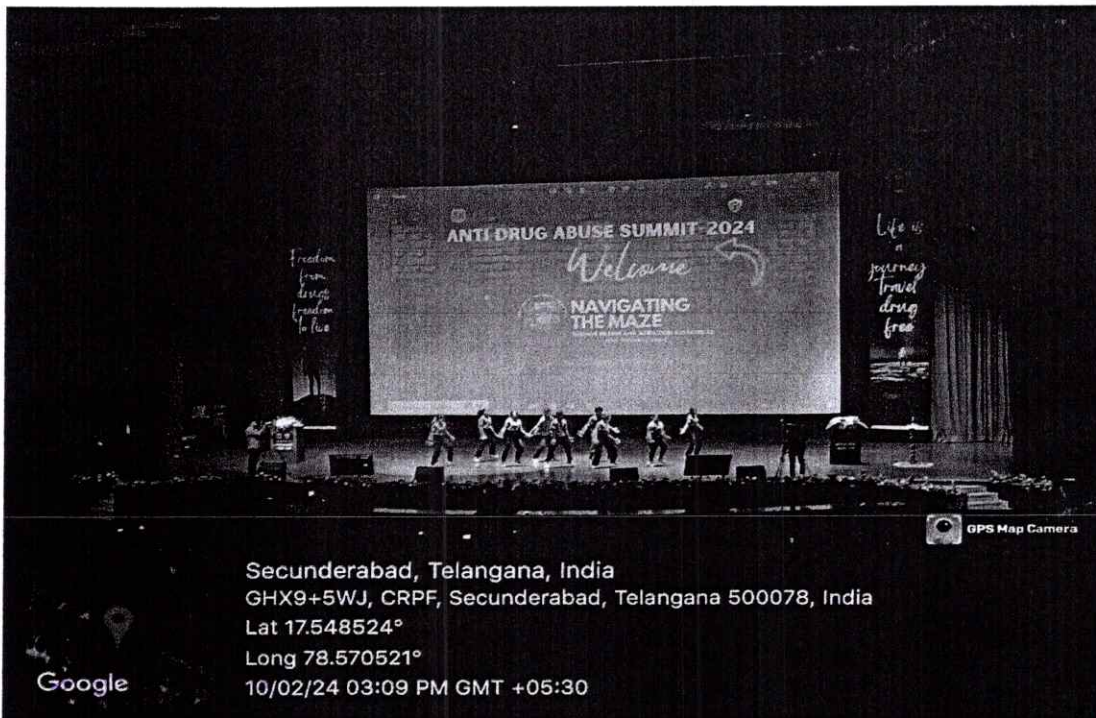 ANTI DRUG ABUSE SUMMIT-2024
Welcome
NAVIGATING
THE MAZE
Freedom
from
drugs
freedom
to live
Life is
a
journey
Travel
drug
free
GPS Map Camera
Secunderabad, Telangana, India
GHX9+5WJ, CRPF, Secunderabad, Telangana 500078, India
Lat 17.548524°
Long 78.570521°
10/02/24 03:09 PM GMT +05:30
Google